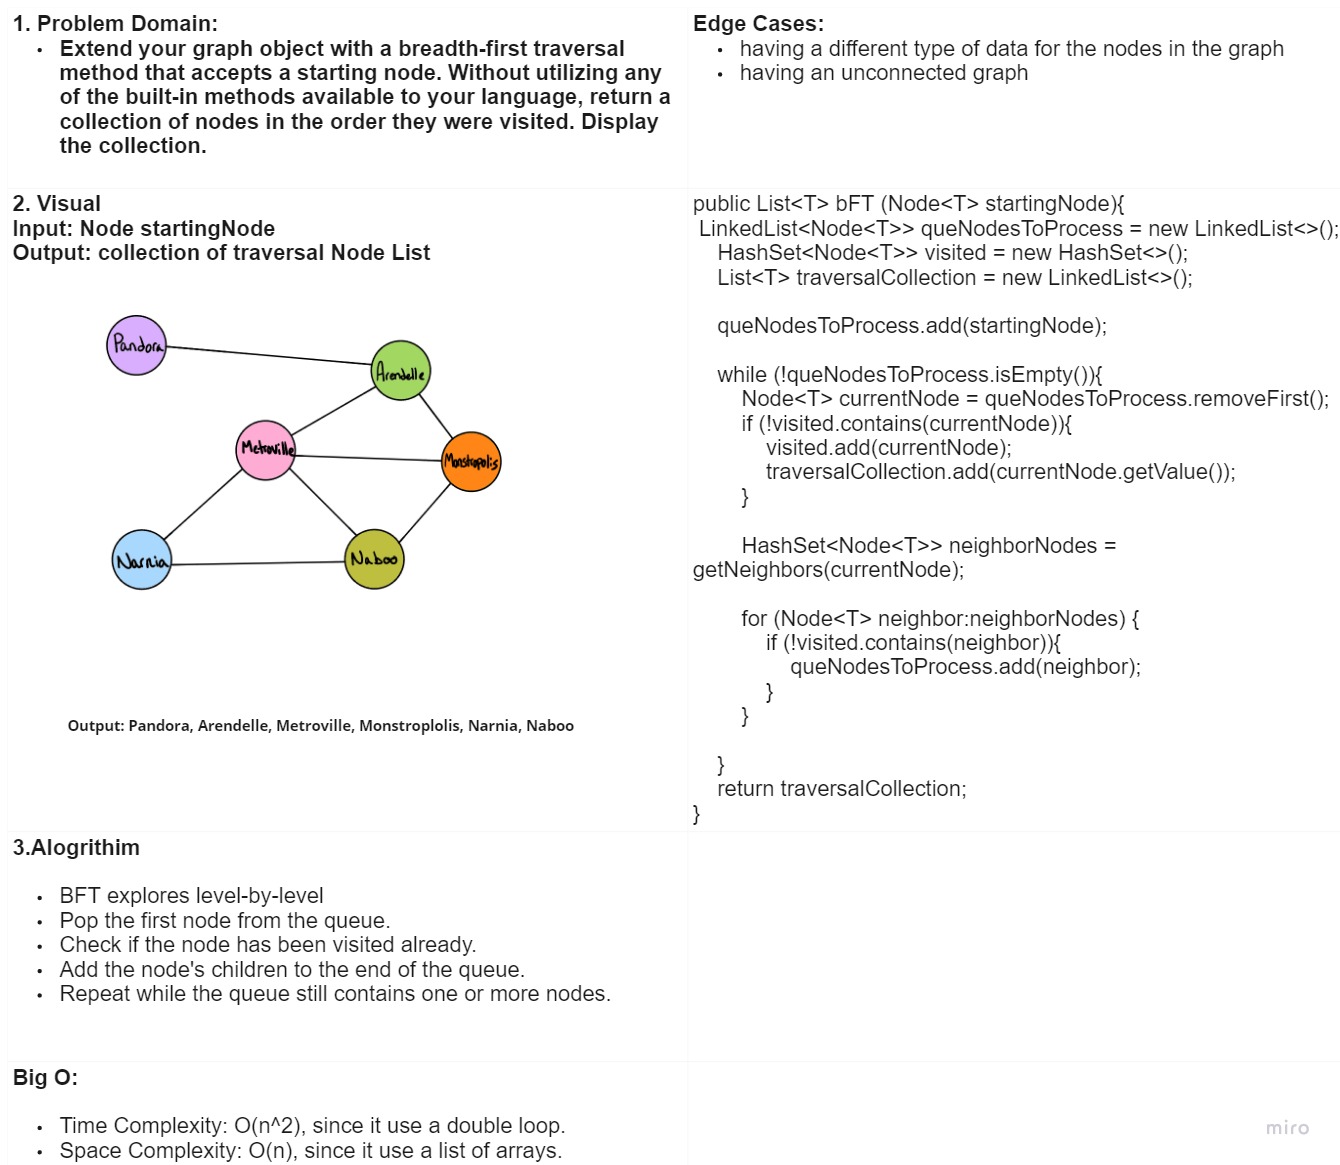 1. Problem Domain:
• Extend your graph object with a breadth-first traversal
method that accepts a starting node. Without utilizing any
of the built-in methods available to your language, return a
collection of nodes in the order they were visited. Display
the collection.
Edge Cases:
• having a different type of data for the nodes in the graph
• having an unconnected graph
2. Visual
Input: Node startingNode
Output: collection of traversal Node List
Pandora
Arendelle
Metroville
Monstropolis
Narnia
Naboo
Output: Pandora, Arendelle, Metroville, Monstroplolis, Narnia, Naboo
public List<T> bFT (Node<T> startingNode){
LinkedList<Node<T>> queNodesToProcess = new LinkedList<>();
HashSet<Node<T>> visited = new HashSet<>();
List<T> traversalCollection = new LinkedList<>();
queNodesToProcess.add(startingNode);
while (!queNodesToProcess.isEmpty()){
Node<T> currentNode = queNodesToProcess.removeFirst();
if (!visited.contains(currentNode)){
visited.add(currentNode);
traversalCollection.add(currentNode.getValue());
}
HashSet<Node<T>> neighborNodes =
getNeighbors(currentNode);
for (Node<T> neighbor:neighborNodes) {
if (!visited.contains(neighbor)){
queNodesToProcess.add(neighbor);
}
}
}
return traversalCollection;
}
3.Alogrithim
• BFT explores level-by-level
• Pop the first node from the queue.
• Check if the node has been visited already.
• Add the node's children to the end of the queue.
• Repeat while the queue still contains one or more nodes.
Big O:
• Time Complexity: O(n^2), since it use a double loop.
• Space Complexity: O(n), since it use a list of arrays.
miro